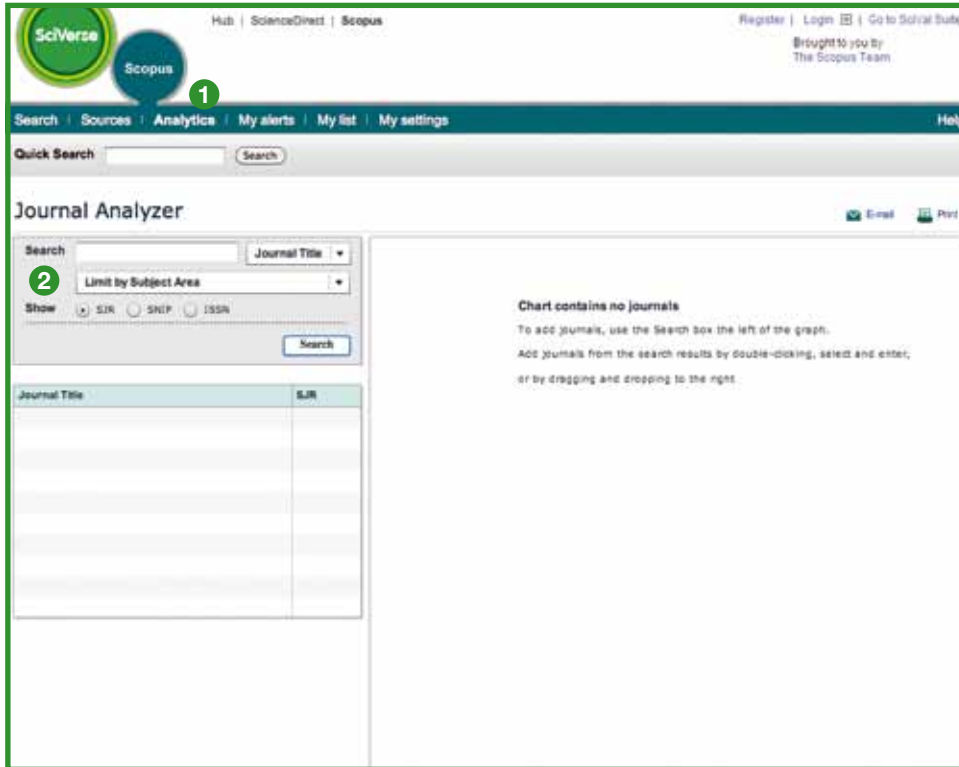 SciVerse
Scopus
Hub | ScienceDirect | Scopus
Register | Login | Go to SciVal Suite
Brought to you by
The Scopus Team
1
Search | Sources | Analytics | My alerts | My list | My settings
Help
Quick Search
Search
Journal Analyzer
E-mail
Print
Search
Journal Title
2
Limit by Subject Area
Show SJR SNIP ISSN
Search
Journal Title
SJR
Chart contains no journals
To add journals, use the Search box the left of the graph.
Add journals from the search results by double-clicking, select and enter,
or by dragging and dropping to the right